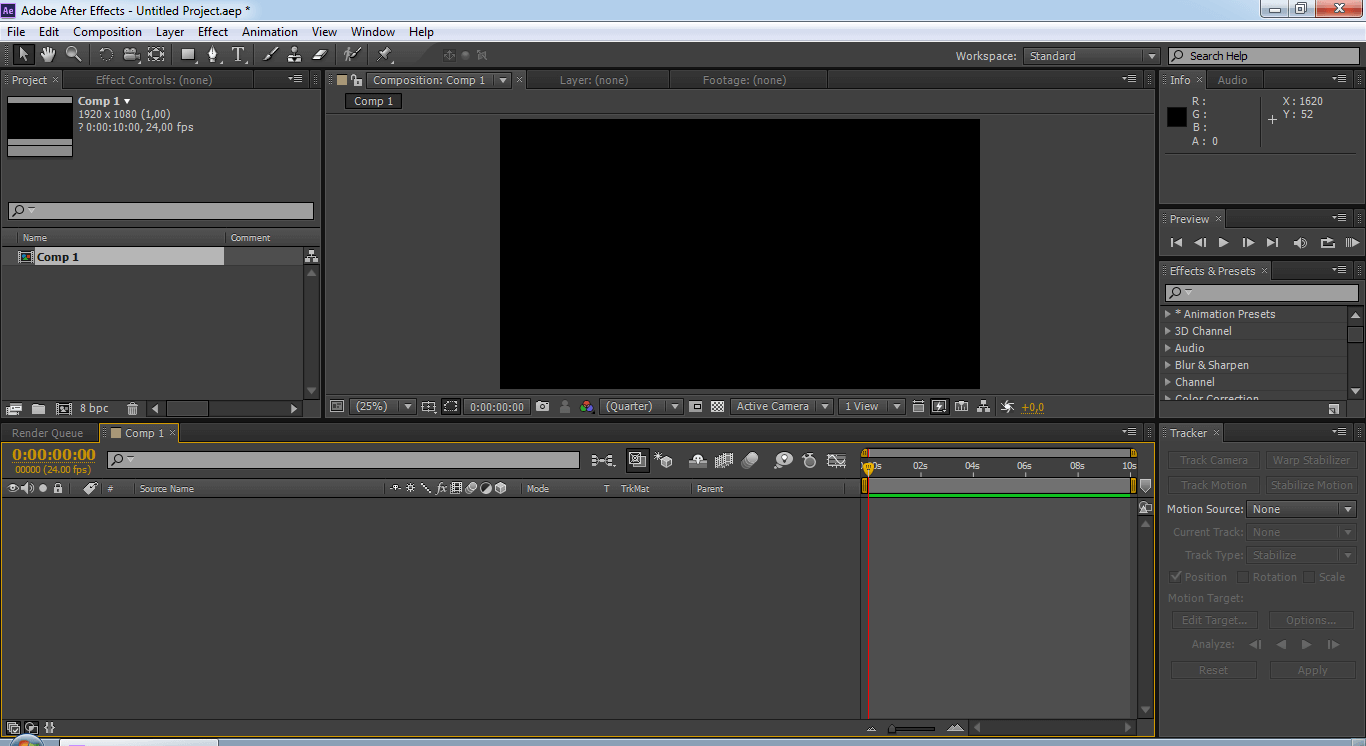 Ae Adobe After Effects - Untitled Project.aep *
File Edit Composition Layer Effect Animation View Window Help
Workspace: Standard Search Help
Project × Effect Controls: (none)
Comp 1
1920 x 1080 (1,00)
? 0:00:10:00, 24,00 fps
Name Comment
Comp 1
8 bpc
Composition: Comp 1 × Layer: (none) Footage: (none)
Comp 1
(25%) 0:00:00:00 (Quarter) Active Camera 1 View +0,0
Info × Audio
R :
G :
B :
A : 0
X : 1620
Y : 52
Preview ×
Effects & Presets ×
* Animation Presets
3D Channel
Audio
Blur & Sharpen
Channel
Color Correction
Render Queue Comp 1 ×
0:00:00:00
00000 (24.00 fps)
02s 04s 06s 08s 10s
# Source Name fx Mode T TrkMat Parent
Tracker ×
Track Camera Warp Stabilizer
Track Motion Stabilize Motion
Motion Source: None
Current Track: None
Track Type: Stabilize
Position Rotation Scale
Motion Target:
Edit Target... Options...
Analyze:
Reset Apply